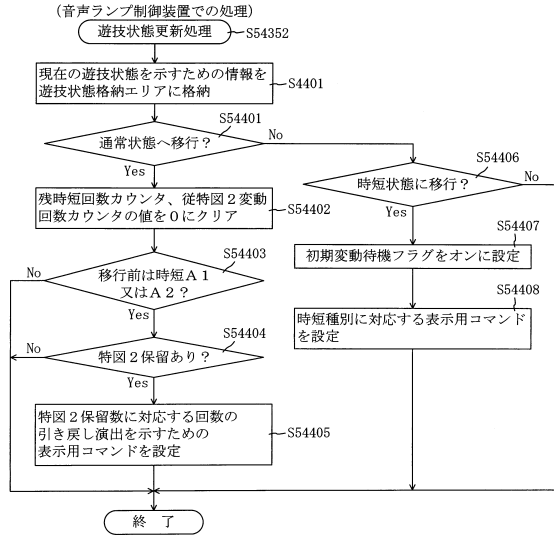 (音声ランプ制御装置での処理)
遊技状態更新処理
S54352
現在の遊技状態を示すための情報を
遊技状態格納エリアに格納
S4401
S54401
通常状態へ移行?
No
Yes
残時短回数カウンタ、従特図2変動
回数カウンタの値を0にクリア
S54402
S54403
移行前は時短A1
又はA2?
No
Yes
S54404
特図2保留あり?
No
Yes
特図2保留数に対応する回数の
引き戻し演出を示すための
表示用コマンドを設定
S54405
S54406
時短状態に移行?
No
Yes
S54407
初期変動待機フラグをオンに設定
S54408
時短種別に対応する表示用コマンド
を設定
終 了